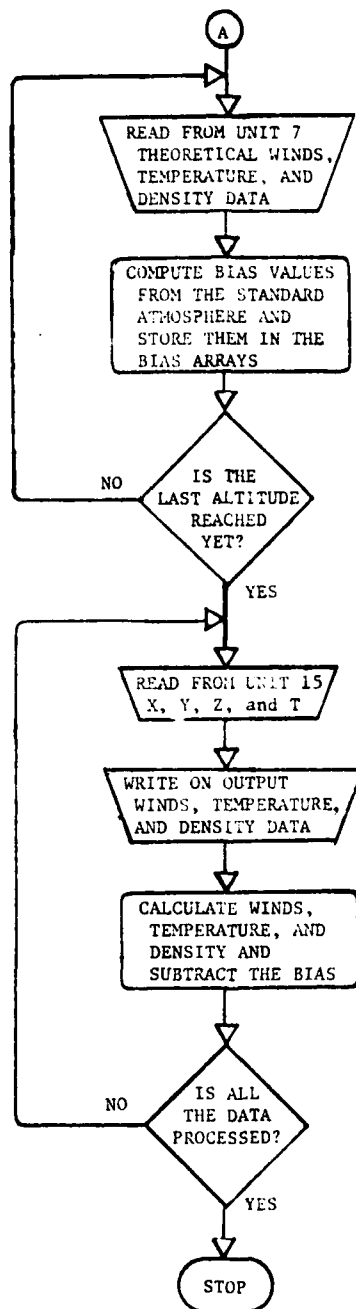 A
READ FROM UNIT 7
THEORETICAL WINDS,
TEMPERATURE, AND
DENSITY DATA
COMPUTE BIAS VALUES
FROM THE STANDARD
ATMOSPHERE AND
STORE THEM IN THE
BIAS ARRAYS
NO
IS THE
LAST ALTITUDE
REACHED
YET?
YES
READ FROM UNIT 15
X, Y, Z, and T
WRITE ON OUTPUT
WINDS, TEMPERATURE,
AND DENSITY DATA
CALCULATE WINDS,
TEMPERATURE, AND
DENSITY AND
SUBTRACT THE BIAS
NO
IS ALL
THE DATA
PROCESSED?
YES
STOP